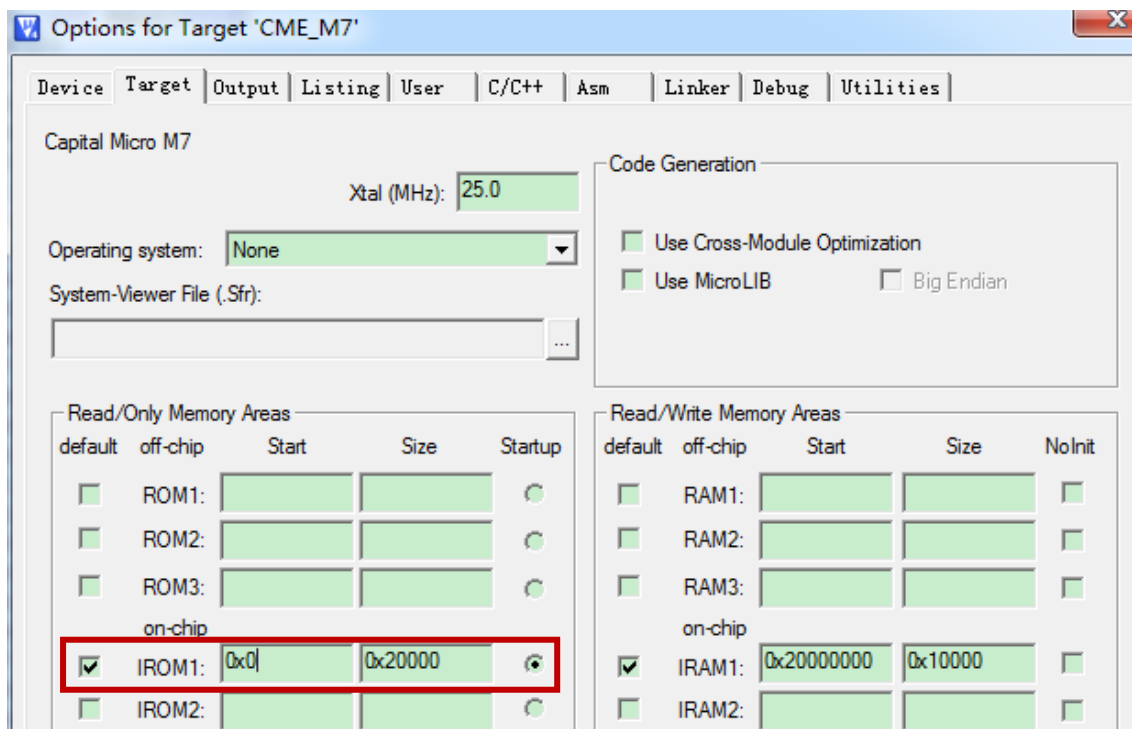 Options for Target 'CME_M7'
Device Target Output Listing User C/C++ Asm Linker Debug Utilities
Capital Micro M7
Xtal (MHz): 25.0
Operating system: None
System-Viewer File (.Sfr):
...
Code Generation
Use Cross-Module Optimization
Use MicroLIB Big Endian
Read/Only Memory Areas
default off-chip Start Size Startup
ROM1:
ROM2:
ROM3:
on-chip
IROM1: 0x0 0x20000
IROM2:
Read/Write Memory Areas
default off-chip Start Size NoInit
RAM1:
RAM2:
RAM3:
on-chip
IRAM1: 0x20000000 0x10000
IRAM2: